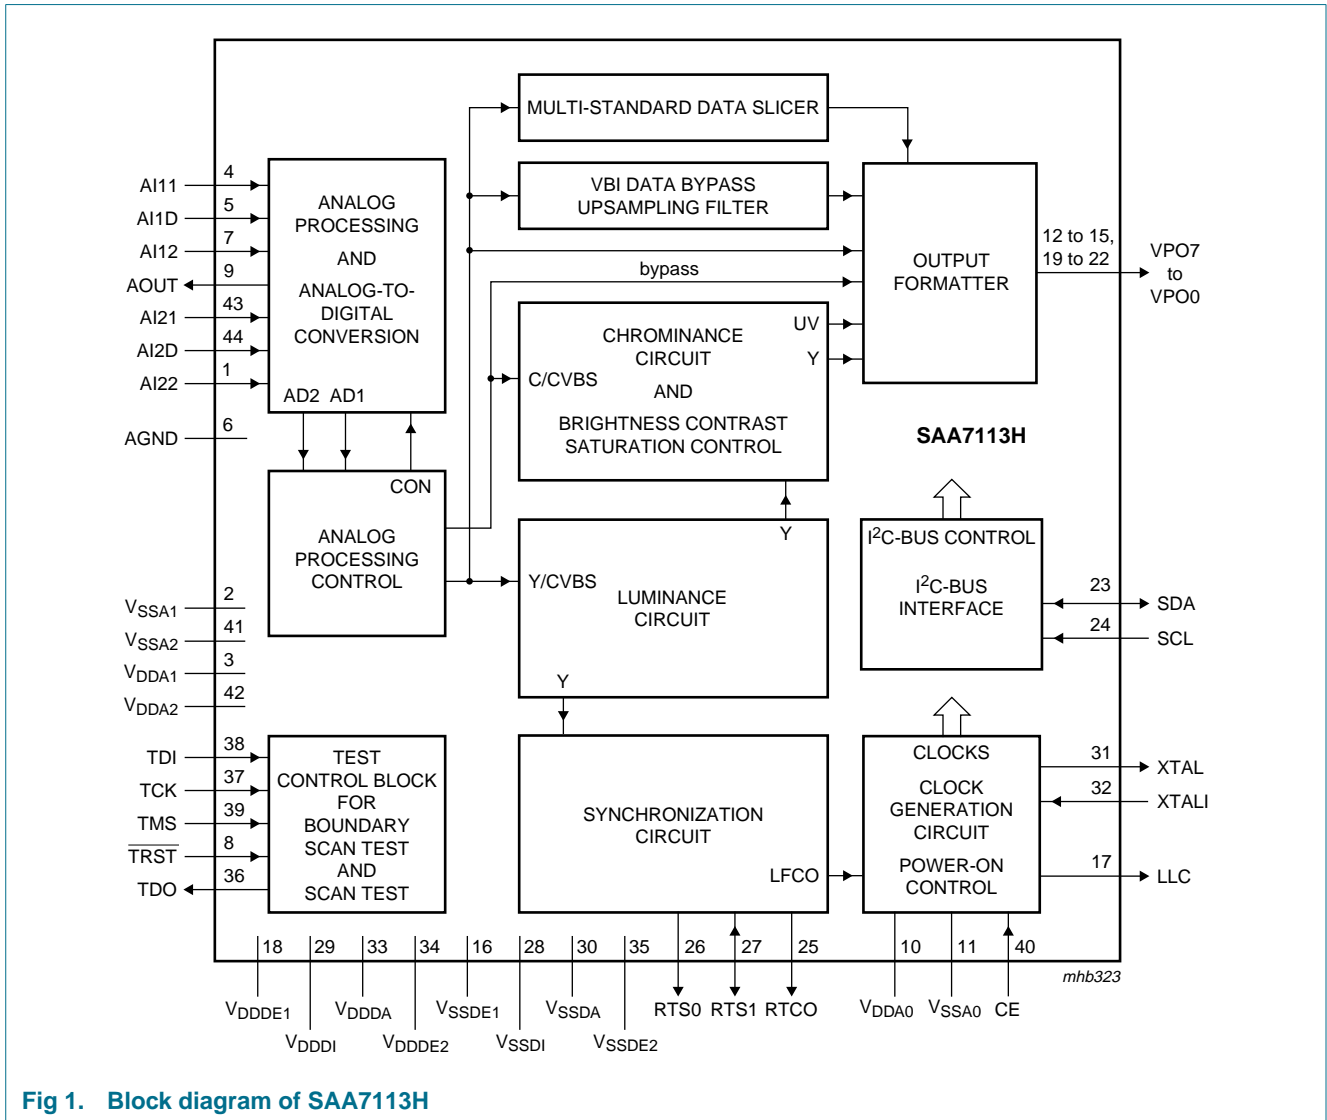 MULTI-STANDARD DATA SLICER
VBI DATA BYPASS
UPSAMPLING FILTER
AI11
4
AI1D
5
AI12
7
AOUT
9
AI21
43
AI2D
44
AI22
1
AGND
6
ANALOG
PROCESSING
AND
ANALOG-TO-
DIGITAL
CONVERSION
AD2 AD1
CON
ANALOG
PROCESSING
CONTROL
bypass
CHROMINANCE
CIRCUIT
AND
BRIGHTNESS CONTRAST
SATURATION CONTROL
C/CVBS
UV
Y
OUTPUT
FORMATTER
12 to 15,
19 to 22
VPO7
to
VPO0
SAA7113H
Y
Y/CVBS
LUMINANCE
CIRCUIT
Y
I2C-BUS CONTROL
I2C-BUS
INTERFACE
23
SDA
24
SCL
VSSA1
2
VSSA2
41
VDDA1
3
VDDA2
42
TDI
38
TCK
37
TMS
39
TRST
8
TDO
36
TEST
CONTROL BLOCK
FOR
BOUNDARY
SCAN TEST
AND
SCAN TEST
SYNCHRONIZATION
CIRCUIT
LFCO
CLOCKS
CLOCK
GENERATION
CIRCUIT
POWER-ON
CONTROL
31
XTAL
32
XTALI
17
LLC
18 29 33 34 16 28 30 35 26 27 25 10 11 40
mhb323
VDDDE1 VDDDA VSSDE1 VSSDA RTS0 RTS1 RTCO VDDA0 VSSA0 CE
VDDDI VDDDE2 VSSDI VSSDE2
Fig 1. Block diagram of SAA7113H